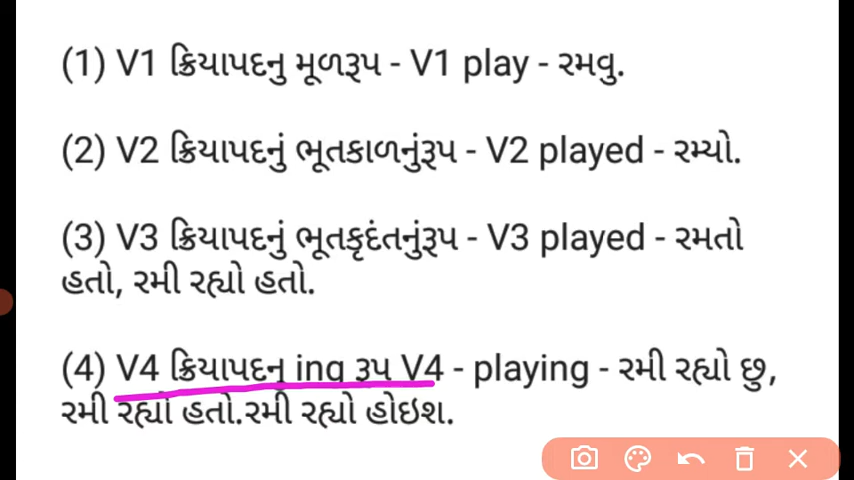 (1) V1 ક્રિયાપદનુ મૂળરૂપ - V1 play - રમવુ.
(2) V2 ક્રિયાપદનું ભૂતકાળનુંરૂપ - V2 played - રમ્યો.
(3) V3 ક્રિયાપદનું ભૂતકૃદંતનુંરૂપ - V3 played - રમતો
હતો, રમી રહ્યો હતો.
(4) V4 ક્રિયાપદનુ ing રૂપ V4 - playing - રમી રહ્યો છુ,
રમી રહ્યો હતો.રમી રહ્યો હોઇશ.